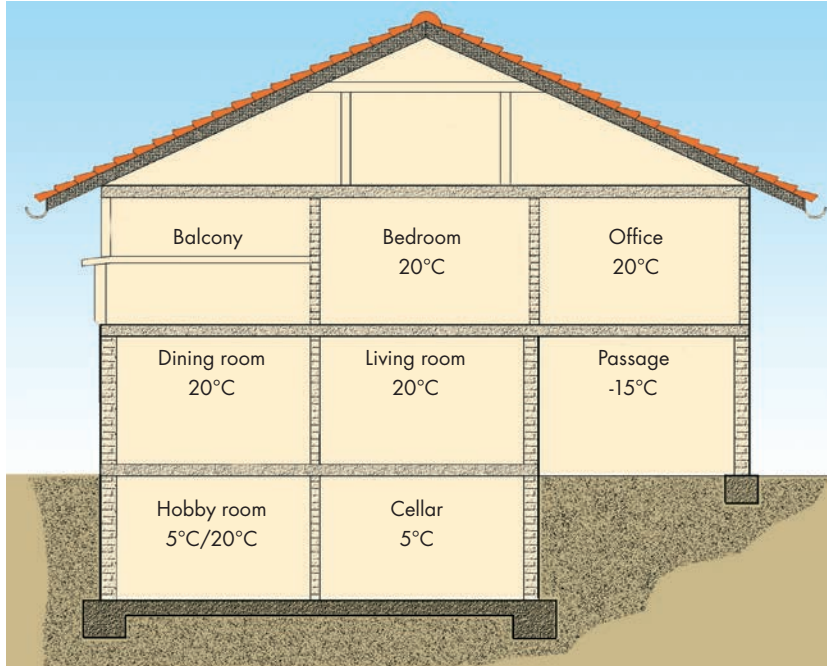 Balcony
Bedroom
20°C
Office
20°C
Dining room
20°C
Living room
20°C
Passage
-15°C
Hobby room
5°C/20°C
Cellar
5°C